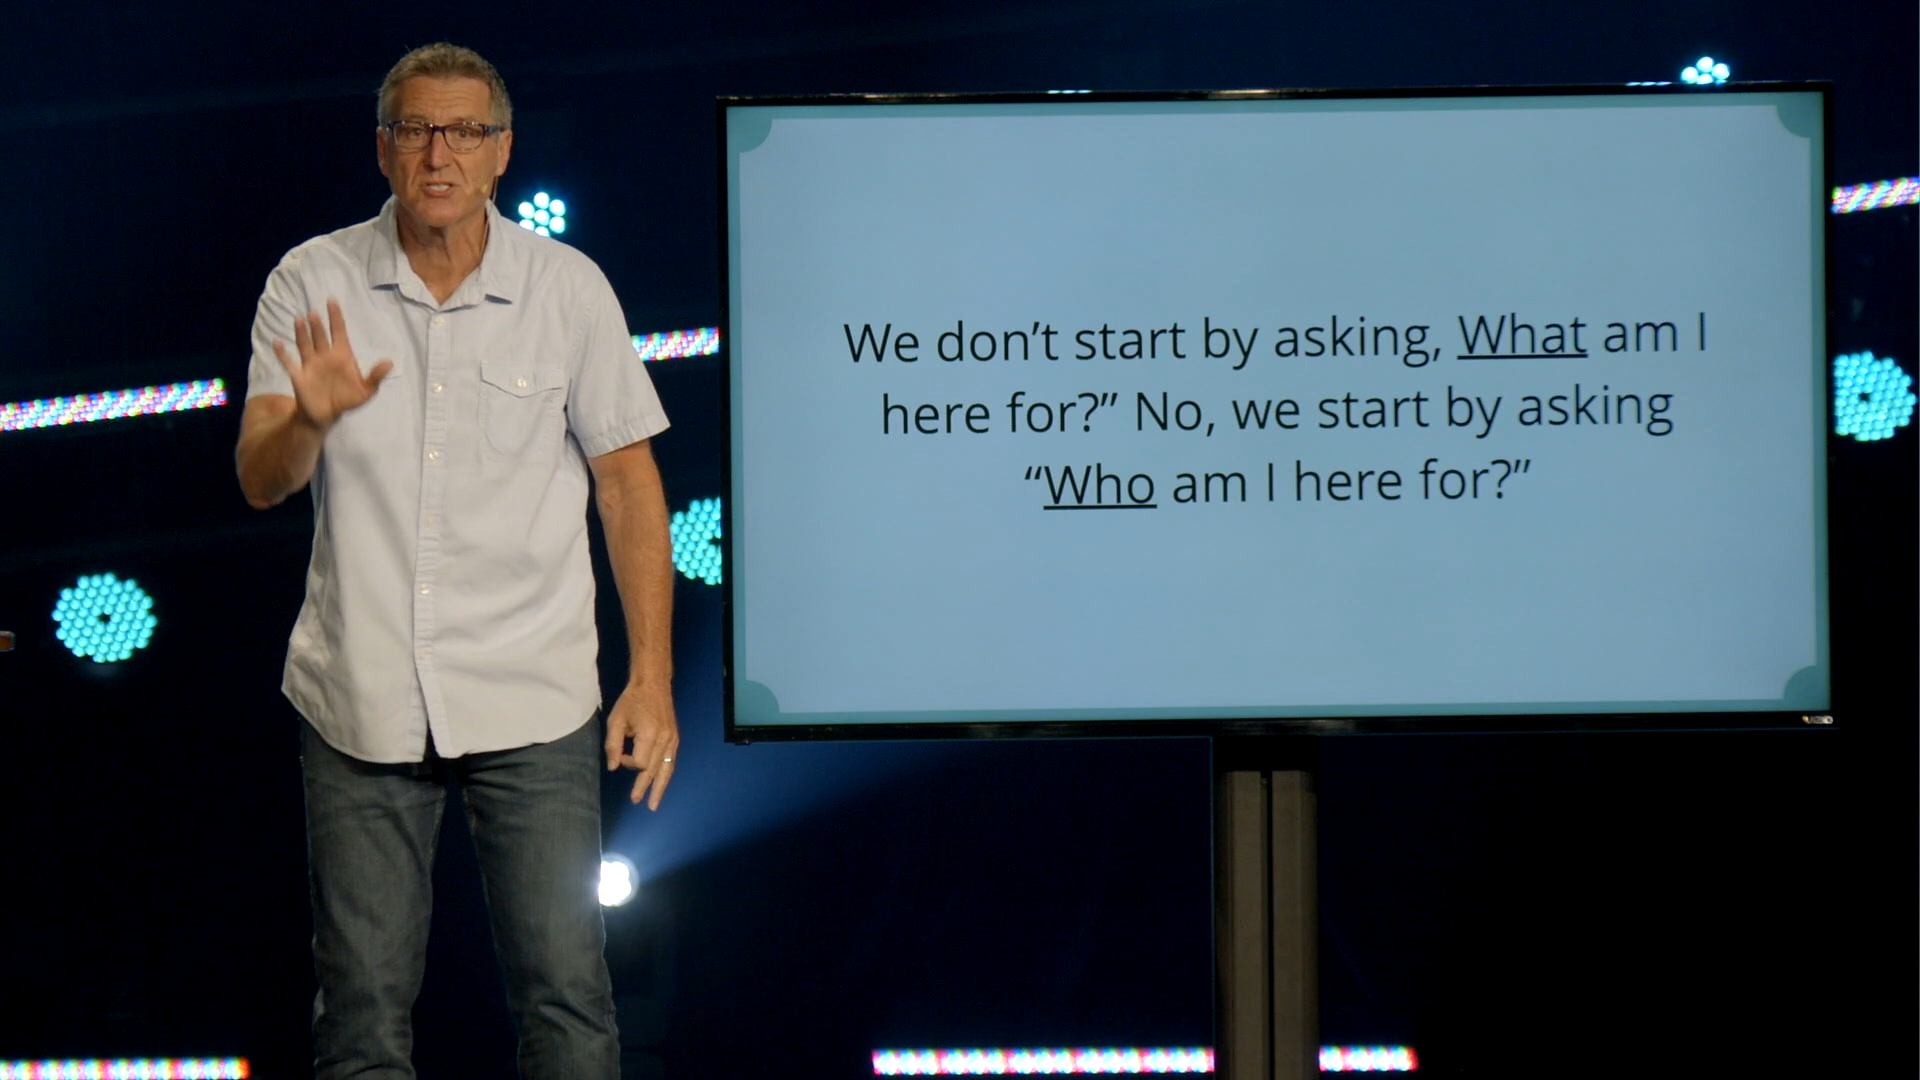 We don’t start by asking, What am I
here for?” No, we start by asking
“Who am I here for?”